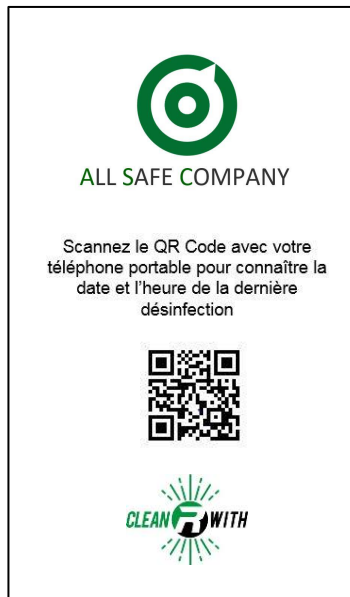 ALL SAFE COMPANY
Scannez le QR Code avec votre
téléphone portable pour connaître la
date et l'heure de la dernière
désinfection
CLEAN R WITH